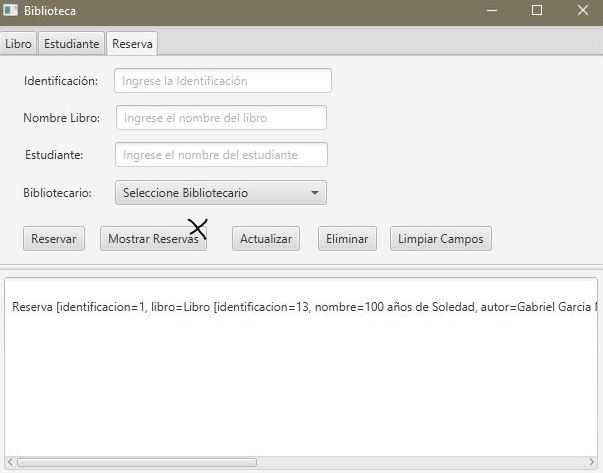 Biblioteca
Libro Estudiante Reserva
Identificación: Ingrese la Identificación
Nombre Libro: Ingrese el nombre del libro
Estudiante: Ingrese el nombre del estudiante
Bibliotecario: Seleccione Bibliotecario
Reservar Mostrar Reservas Actualizar Eliminar Limpiar Campos
Reserva [identificacion=1, libro=Libro [identificacion=13, nombre=100 años de Soledad, autor=Gabriel Garcia